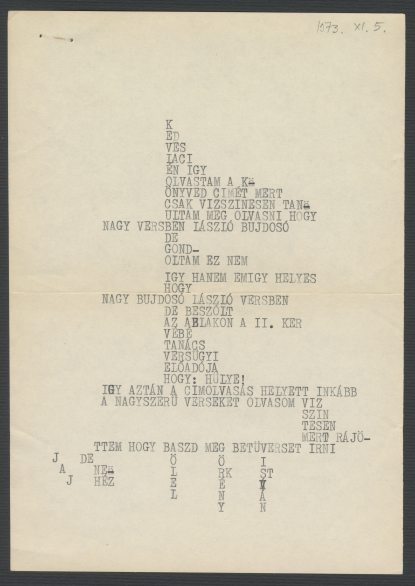 1973. XI. 5.
K
ED
VES
LACI
ÉN IGY
OLVASTAM A K-
ÖNYVED CIMÉT MERT
CSAK VIZSZINESEN TAN-
ULTAM MEG OLVASNI HOGY
NAGY VERSBEN LÁSZLÓ BUJDOSÓ
DE
GOND-
OLTAM EZ NEM
IGY HANEM EMIGY HELYES
HOGY
NAGY BUJDOSÓ LÁSZLÓ VERSBEN
DE BESZÓLT
AZ ABLAKON A II. KER
VÉBÉ
TANÁCS
VERSÜGYI
ELŐADÓJA
HOGY: HÜLYE!
IGY AZTÁN A CIMOLVASÁS HELYETT INKÁBB
A NAGYSZERÜ VERSEKET OLVASOM VIZ
SZIN
TESEN
MERT RÁJÖ-
TTEM HOGY BASZD MEG BETÜVERSET IRNI
J DE Ö Ö I
A NE- L RK ST
J HÉZ E É V
L N Á
Y N